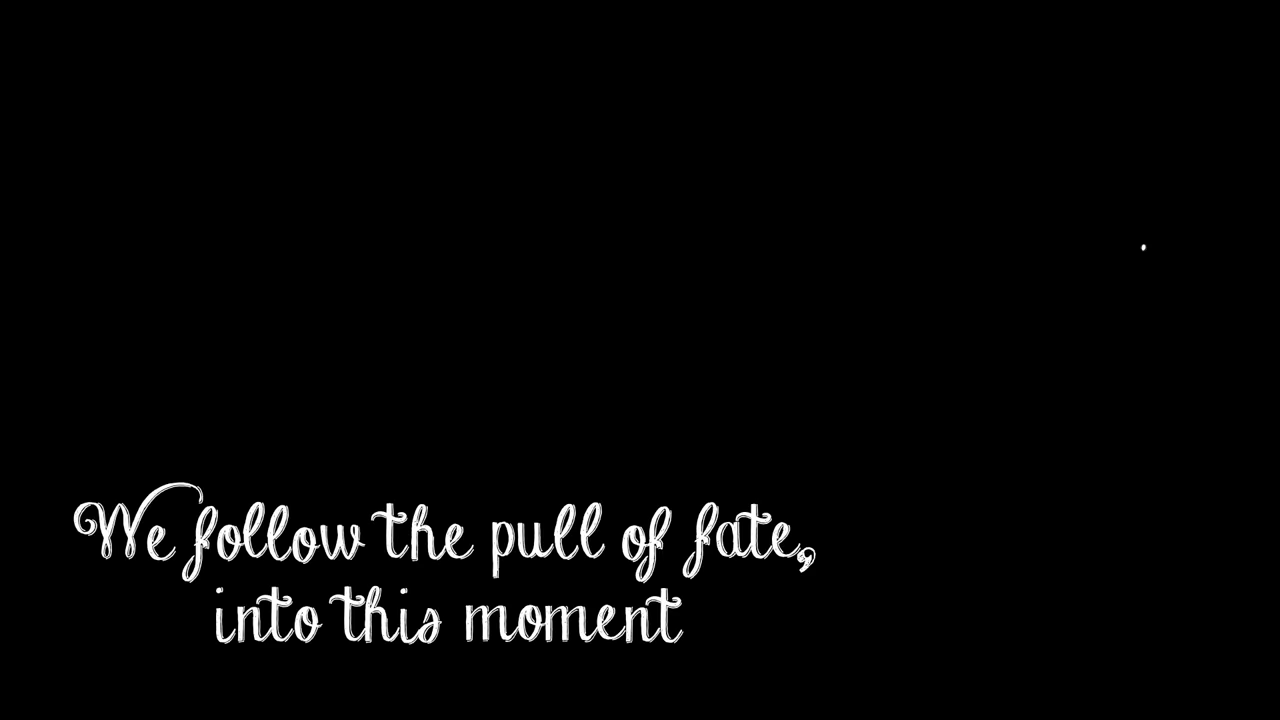 We follow the pull of fate,
into this moment